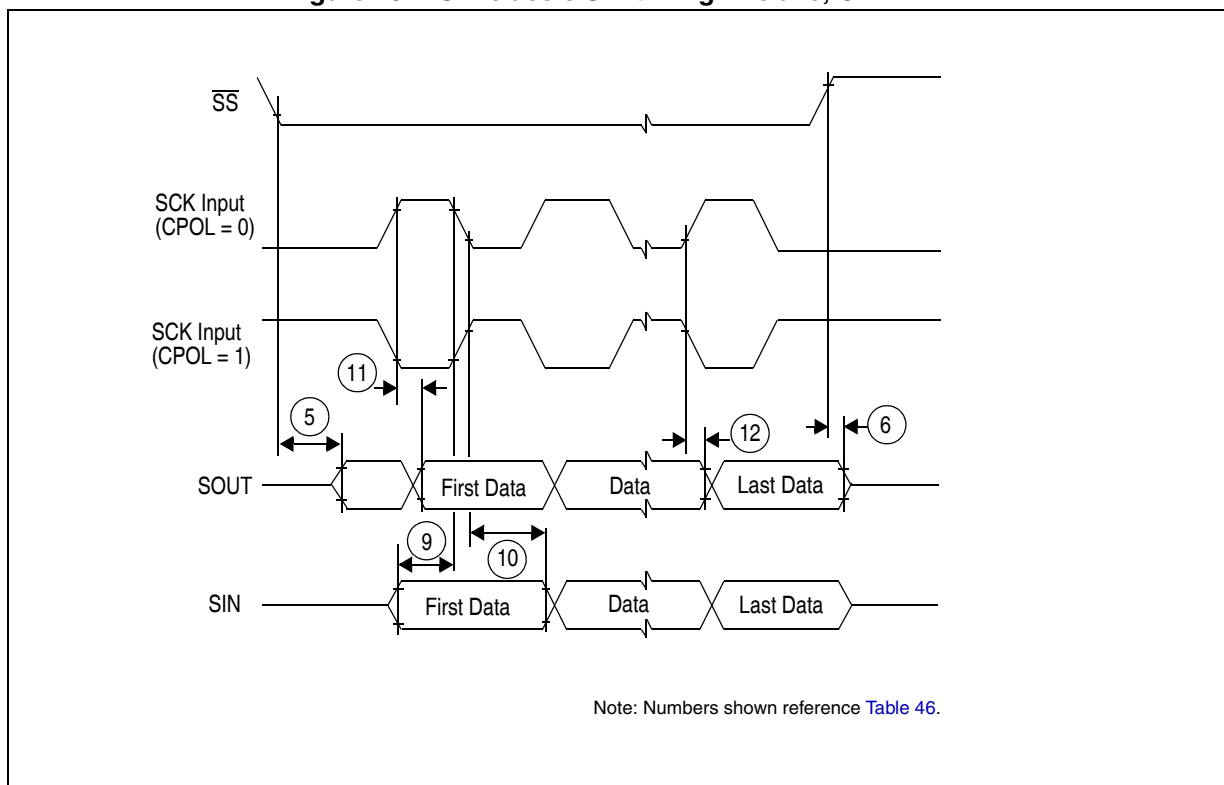 SS
SCK Input
(CPOL = 0)
SCK Input
(CPOL = 1)
11
5
12
6
SOUT
First Data
Data
Last Data
9
10
SIN
First Data
Data
Last Data
Note: Numbers shown reference Table 46.